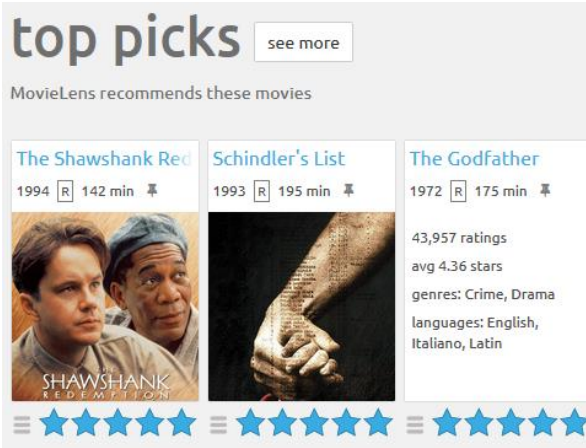 top picks
see more
MovieLens recommends these movies
The Shawshank Red
1994 R 142 min
THE
SHAWSHANK
REDEMPTION
Schindler's List
1993 R 195 min
The Godfather
1972 R 175 min
43,957 ratings
avg 4.36 stars
genres: Crime, Drama
languages: English,
Italiano, Latin